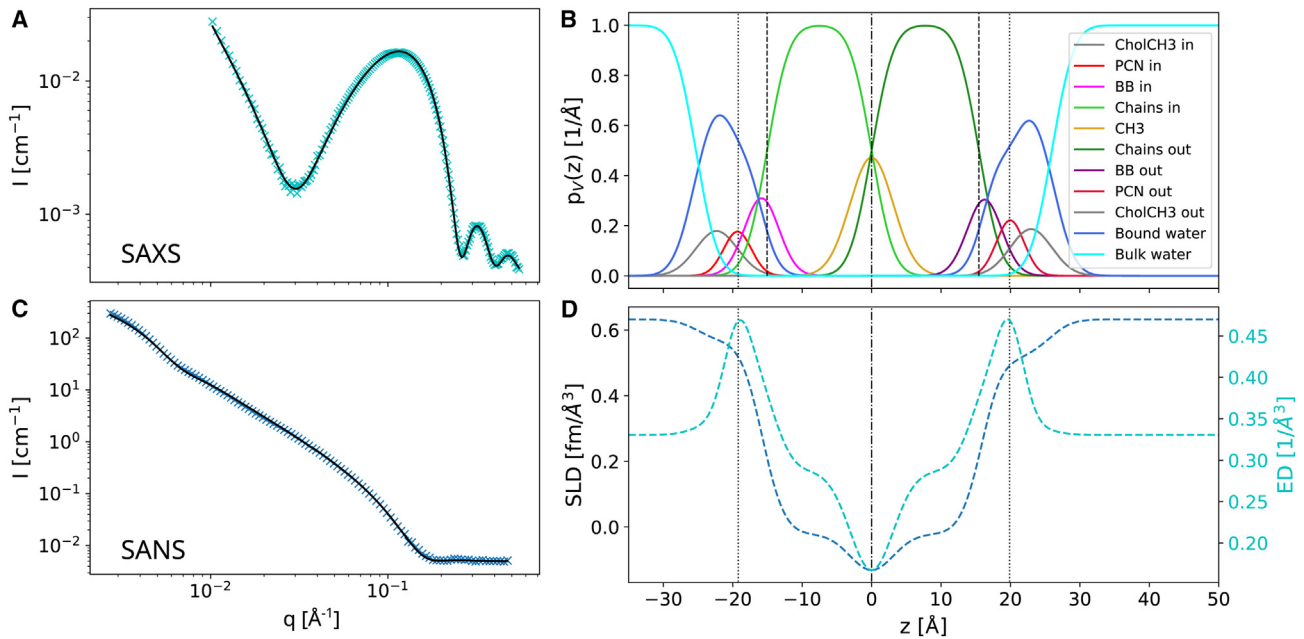 A
I [cm⁻¹]
10⁻²
10⁻³
SAXS
B
p_V(z) [1/Å]
1.0
0.8
0.6
0.4
0.2
0.0
CholCH3 in
PCN in
BB in
Chains in
CH3
Chains out
BB out
PCN out
CholCH3 out
Bound water
Bulk water
C
I [cm⁻¹]
10²
10¹
10⁰
10⁻¹
10⁻²
SANS
10⁻² 10⁻¹
q [Å⁻¹]
D
SLD [fm/Å³]
0.6
0.4
0.2
0.0
0.45
0.40
0.35
0.30
0.25
0.20
ED [1/Å³]
−30 −20 −10 0 10 20 30 40 50
z [Å]